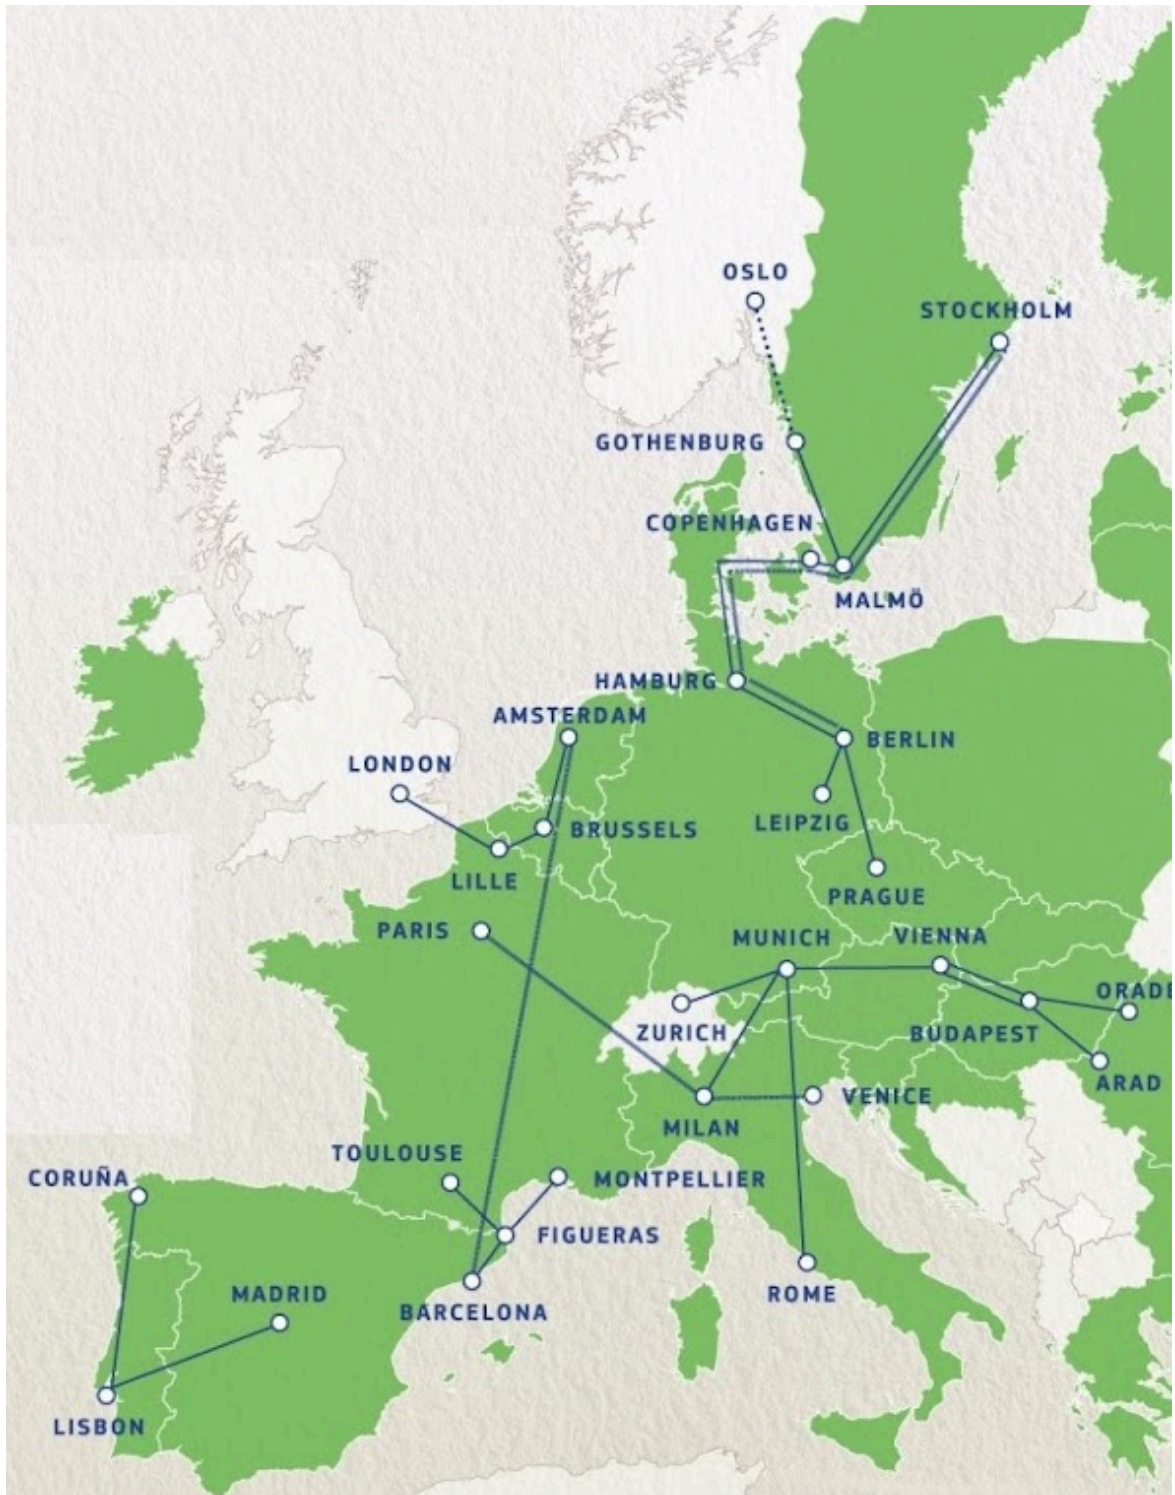 OSLO
STOCKHOLM
GOTHENBURG
COPENHAGEN
MALMÖ
HAMBURG
AMSTERDAM
BERLIN
LONDON
LEIPZIG
BRUSSELS
LILLE
PRAGUE
PARIS
MUNICH
VIENNA
ORADE
ZURICH
BUDAPEST
ARAD
VENICE
MILAN
TOULOUSE
CORUÑA
MONTPELLIER
FIGUERAS
MADRID
ROME
BARCELONA
LISBON